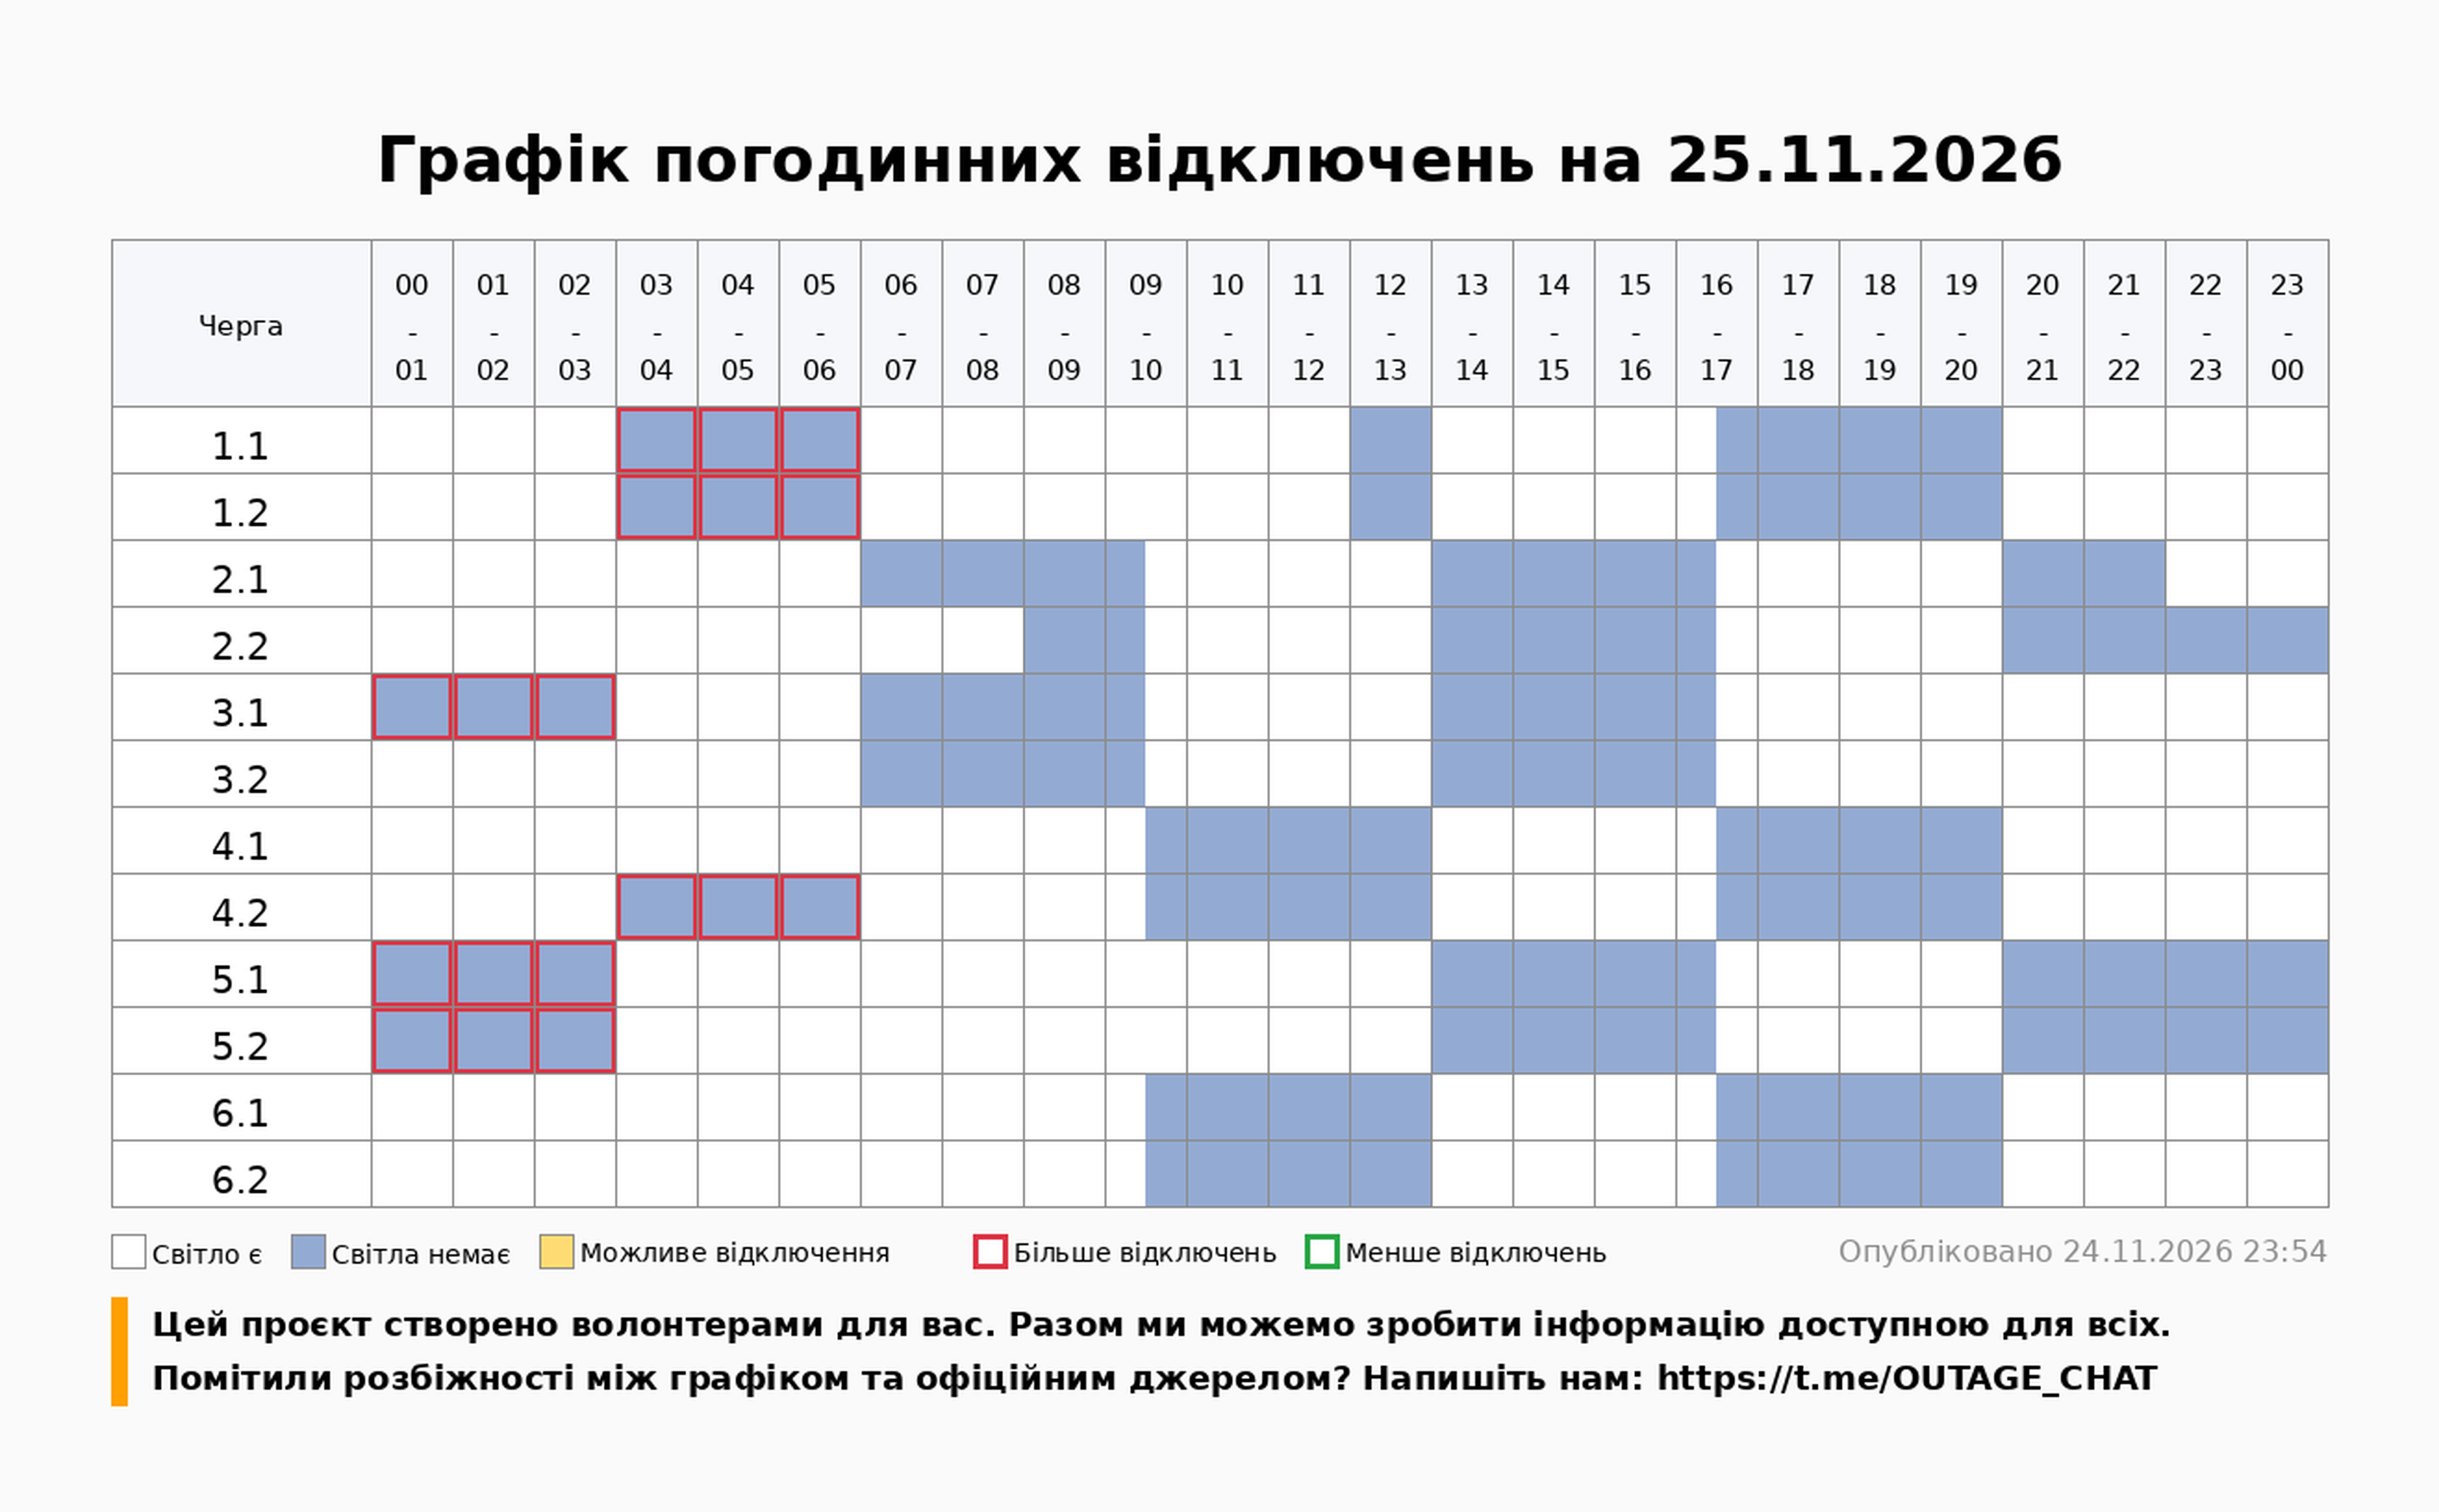 Графік погодинних відключень на 25.11.2026
Черга 00 - 01 01 - 02 02 - 03 03 - 04 04 - 05 05 - 06 06 - 07 07 - 08 08 - 09 09 - 10 10 - 11 11 - 12 12 - 13 13 - 14 14 - 15 15 - 16 16 - 17 17 - 18 18 - 19 19 - 20 20 - 21 21 - 22 22 - 23 23 - 00
1.1
1.2
2.1
2.2
3.1
3.2
4.1
4.2
5.1
5.2
6.1
6.2
Світло є Світла немає Можливе відключення Більше відключень Менше відключень Опубліковано 24.11.2026 23:54
Цей проєкт створено волонтерами для вас. Разом ми можемо зробити інформацію доступною для всіх.
Помітили розбіжності між графіком та офіційним джерелом? Напишіть нам: https://t.me/OUTAGE_CHAT